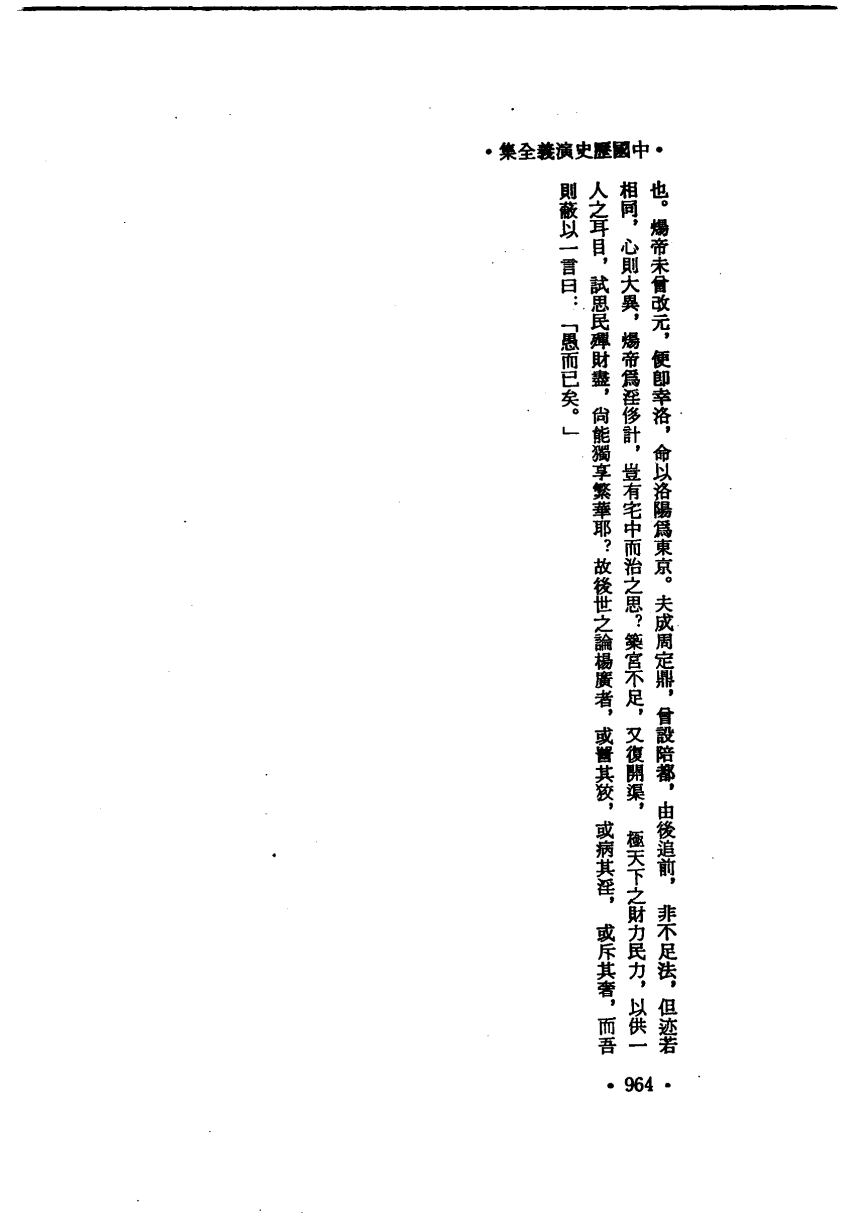 •中國歷史演義全集•
也。煬帝未曾改元，便卽幸洛，命以洛陽爲東京。夫成周定鼎，曾設陪都，由後追前，非不足法，但迹若
相同，心則大異，煬帝爲淫侈計，豈有宅中而治之思？築宮不足，又復開渠，極天下之財力民力，以供一
人之耳目，試思民殫財盡，尙能獨享繁華耶？故後世之論楊廣者，或詈其狡，或病其淫，或斥其奢，而吾
則蔽以一言曰：「愚而已矣。」
• 964 •